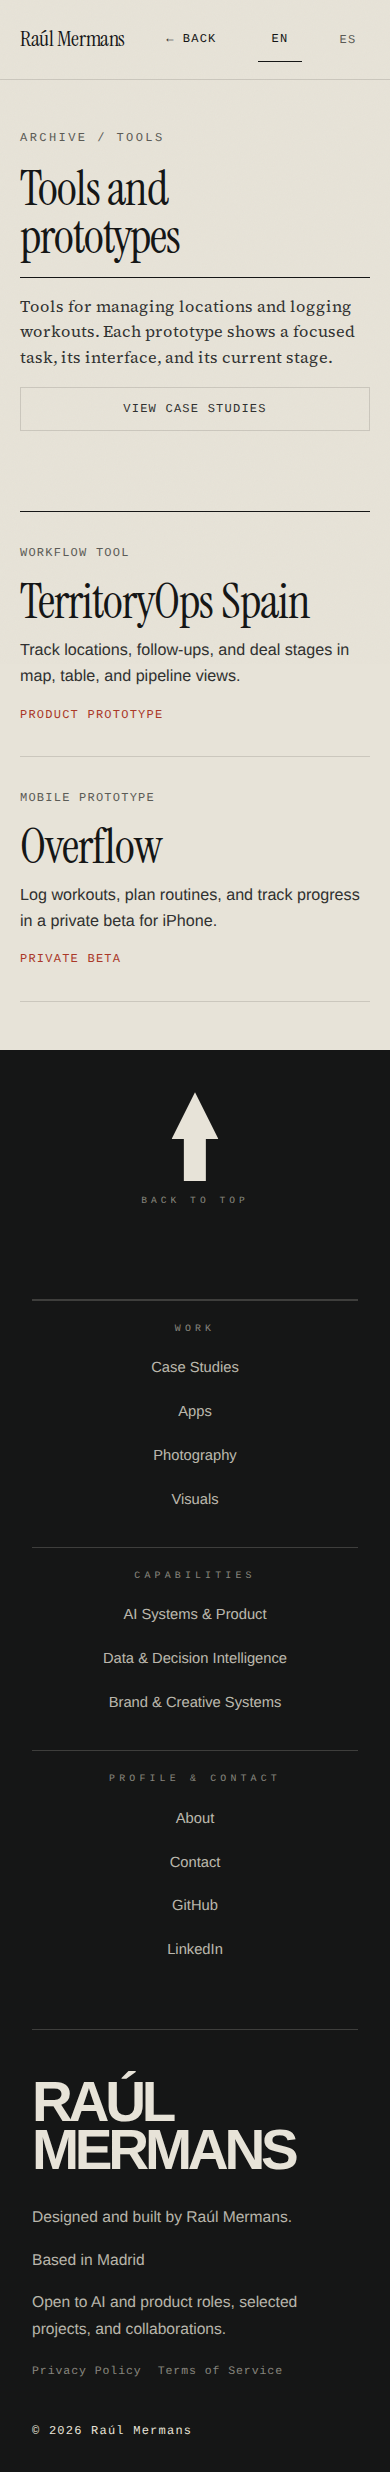 Raúl Mermans ← BACK EN ES
ARCHIVE / TOOLS
Tools and
prototypes
Tools for managing locations and logging
workouts. Each prototype shows a focused
task, its interface, and its current stage.
VIEW CASE STUDIES
WORKFLOW TOOL
TerritoryOps Spain
Track locations, follow-ups, and deal stages in
map, table, and pipeline views.
PRODUCT PROTOTYPE
MOBILE PROTOTYPE
Overflow
Log workouts, plan routines, and track progress
in a private beta for iPhone.
PRIVATE BETA
BACK TO TOP
WORK
Case Studies
Apps
Photography
Visuals
CAPABILITIES
AI Systems & Product
Data & Decision Intelligence
Brand & Creative Systems
PROFILE & CONTACT
About
Contact
GitHub
LinkedIn
RAÚL
MERMANS
Designed and built by Raúl Mermans.
Based in Madrid
Open to AI and product roles, selected
projects, and collaborations.
Privacy Policy Terms of Service
© 2026 Raúl Mermans